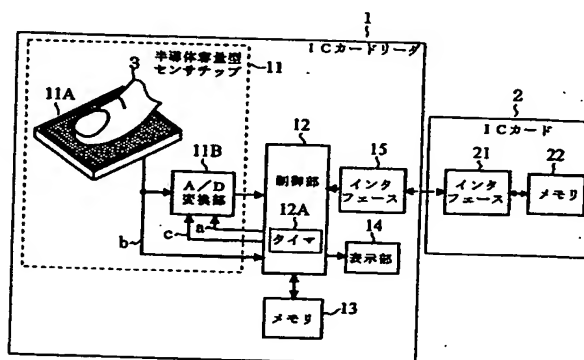 1
ICカードリーダ
半導体容量型
センサチップ
11
3
11A
2
ICカード
12
15
21
22
11B
A/D
変換部
制御部
12A
タイマ
インタ
フェース
インタ
フェース
メモリ
c
a
b
14
表示部
メモリ
13